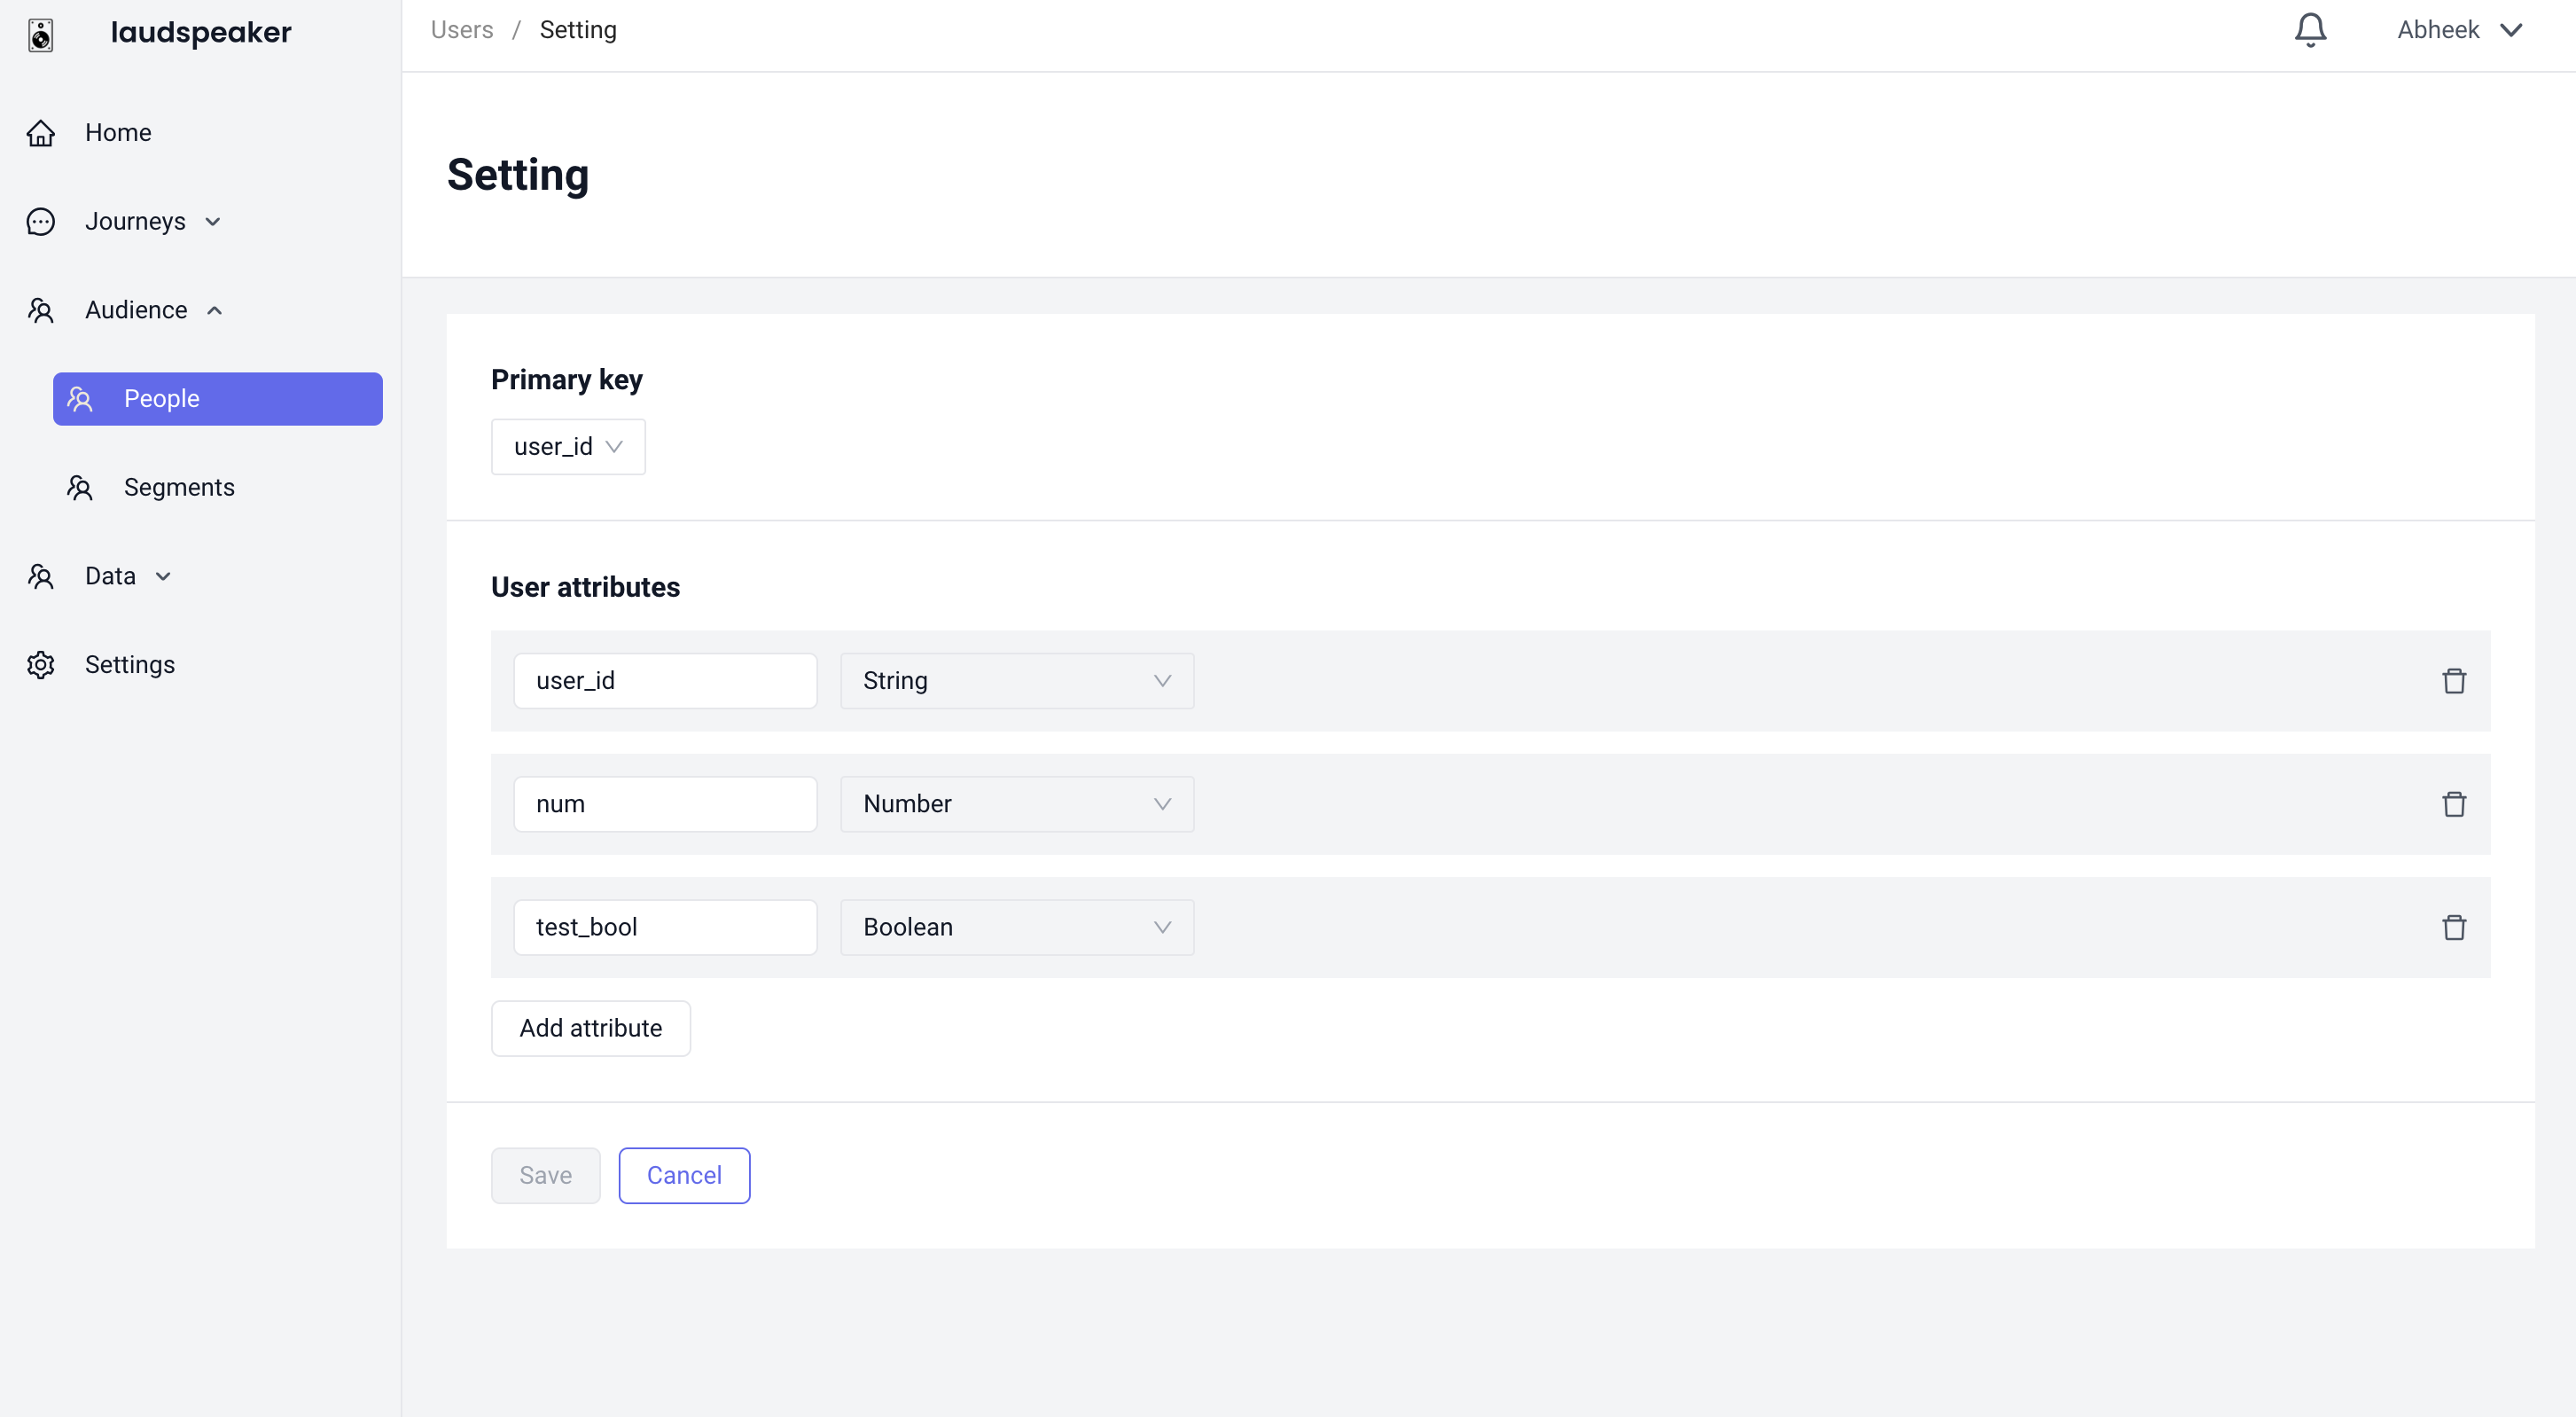 laudspeaker
Users / Setting
Abheek
Home
Journeys
Audience
People
Segments
Data
Settings
Setting
Primary key
user_id
User attributes
user_id String
num Number
test_bool Boolean
Add attribute
Save Cancel